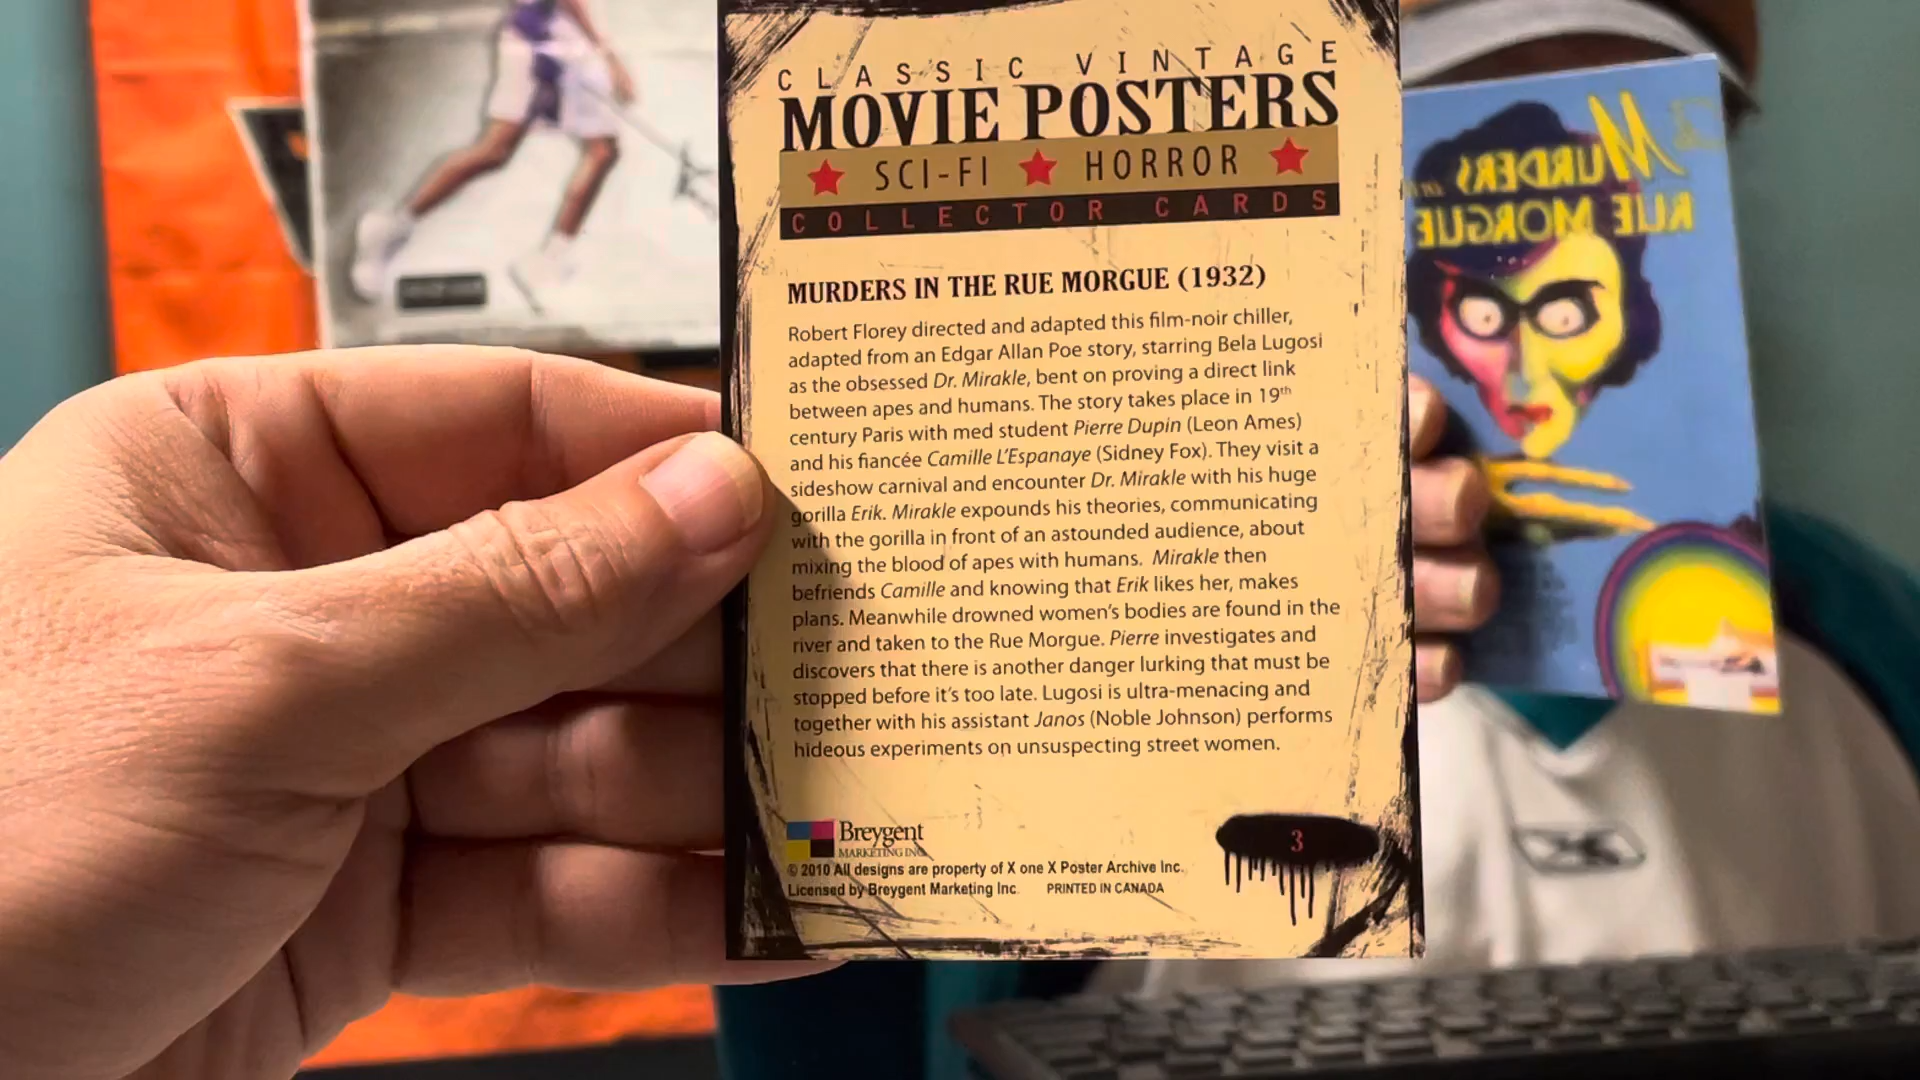 CLASSIC VINTAGE
MOVIE POSTERS
SCI-FI HORROR
COLLECTOR CARDS
MURDERS IN THE RUE MORGUE (1932)
Robert Florey directed and adapted this film-noir chiller,
adapted from an Edgar Allan Poe story, starring Bela Lugosi
as the obsessed Dr. Mirakle, bent on proving a direct link
between apes and humans. The story takes place in 19th
century Paris with med student Pierre Dupin (Leon Ames)
and his fiancée Camille L'Espanaye (Sidney Fox). They visit a
sideshow carnival and encounter Dr. Mirakle with his huge
gorilla Erik. Mirakle expounds his theories, communicating
with the gorilla in front of an astounded audience, about
mixing the blood of apes with humans. Mirakle then
befriends Camille and knowing that Erik likes her, makes
plans. Meanwhile drowned women's bodies are found in the
river and taken to the Rue Morgue. Pierre investigates and
discovers that there is another danger lurking that must be
stopped before it's too late. Lugosi is ultra-menacing and
together with his assistant Janos (Noble Johnson) performs
hideous experiments on unsuspecting street women.
Breygent
MARKETING INC.
© 2010 All designs are property of X one X Poster Archive Inc.
Licensed by Breygent Marketing Inc. PRINTED IN CANADA
3
MURDERS
RUE MORGUE